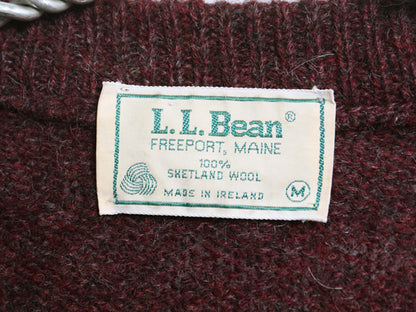 L.L.Bean®
FREEPORT, MAINE
100%
SHETLAND WOOL
MADE IN IRELAND
M